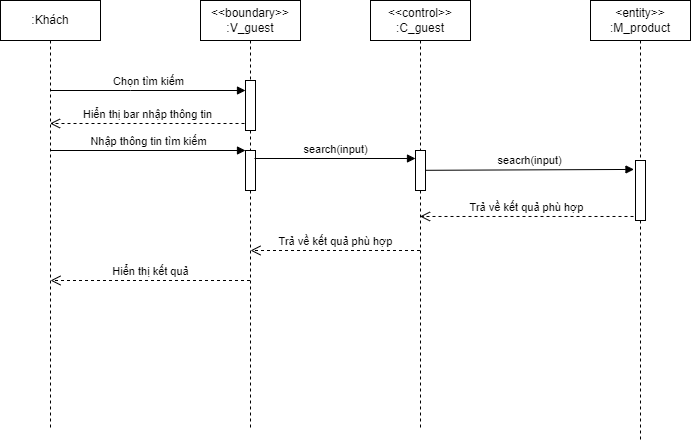 :Khách
<<boundary>>
:V_guest
<<control>>
:C_guest
<entity>>
:M_product
Chọn tìm kiếm
Hiển thị bar nhập thông tin
Nhập thông tin tìm kiếm
search(input)
seacrh(input)
Trả về kết quả phù hợp
Trả về kết quả phù hợp
Hiển thị kết quả